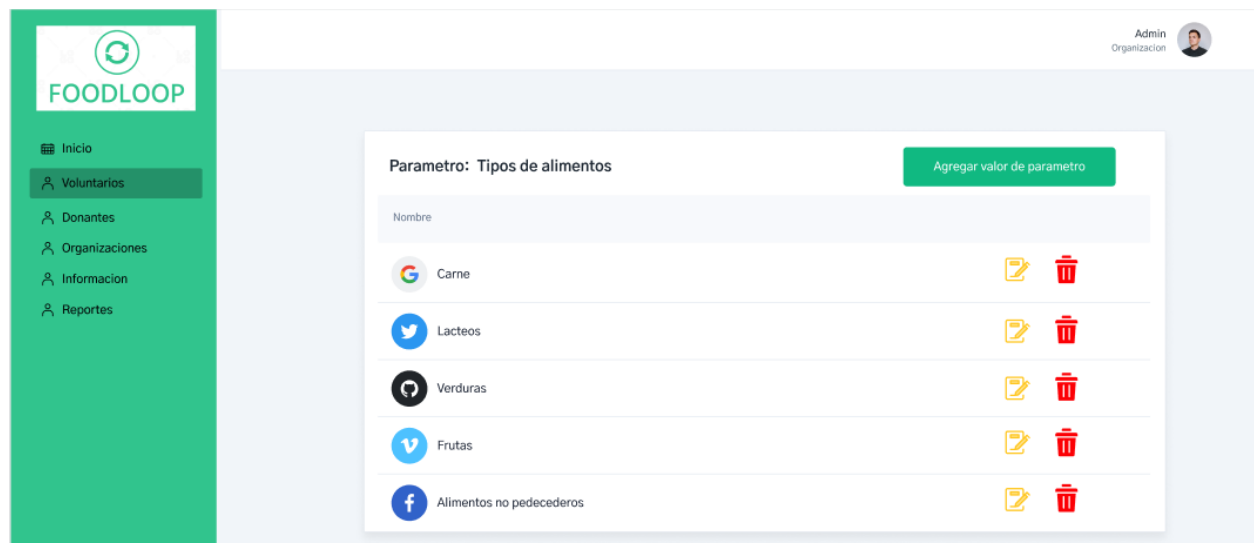 FOODLOOP
Inicio
Voluntarios
Donantes
Organizaciones
Informacion
Reportes
Admin
Organizacion
Parametro: Tipos de alimentos
Agregar valor de parametro
Nombre
Carne
Lacteos
Verduras
Frutas
Alimentos no pedecederos